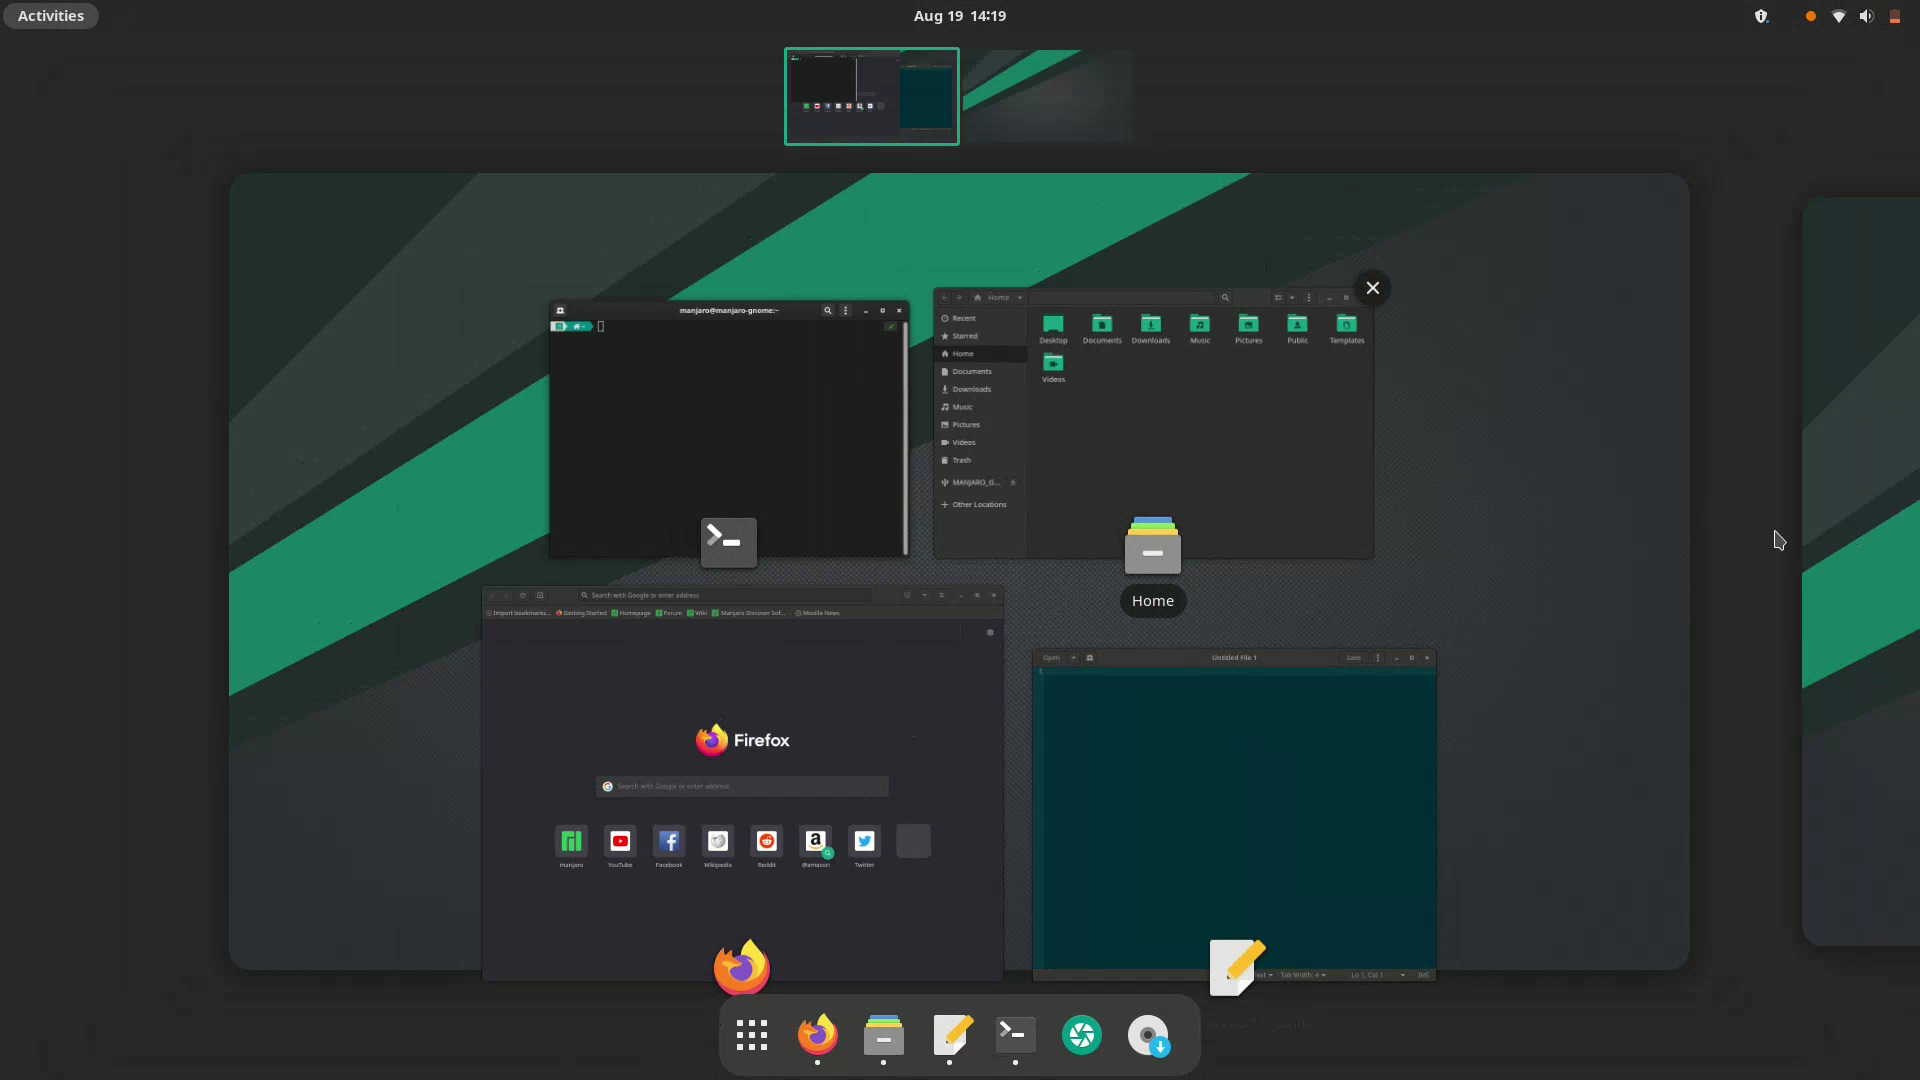 Activities
Aug 19 14:19
manjaro@manjaro-gnome:~
Home
Recent
Starred
Home
Documents
Downloads
Music
Pictures
Videos
Trash
MANJARO_G...
Other Locations
Desktop
Documents
Downloads
Music
Pictures
Public
Templates
Videos
Home
Search with Google or enter address
Import bookmarks...
Getting Started
Homepage
Forum
Wiki
Manjaro Discover Sof...
Mozilla News
Firefox
Search with Google or enter address
manjaro
YouTube
Facebook
Wikipedia
Reddit
@amazon
Twitter
Open
Untitled File 1
Save
1
Tab Width: 4
Ln 1, Col 1
INS